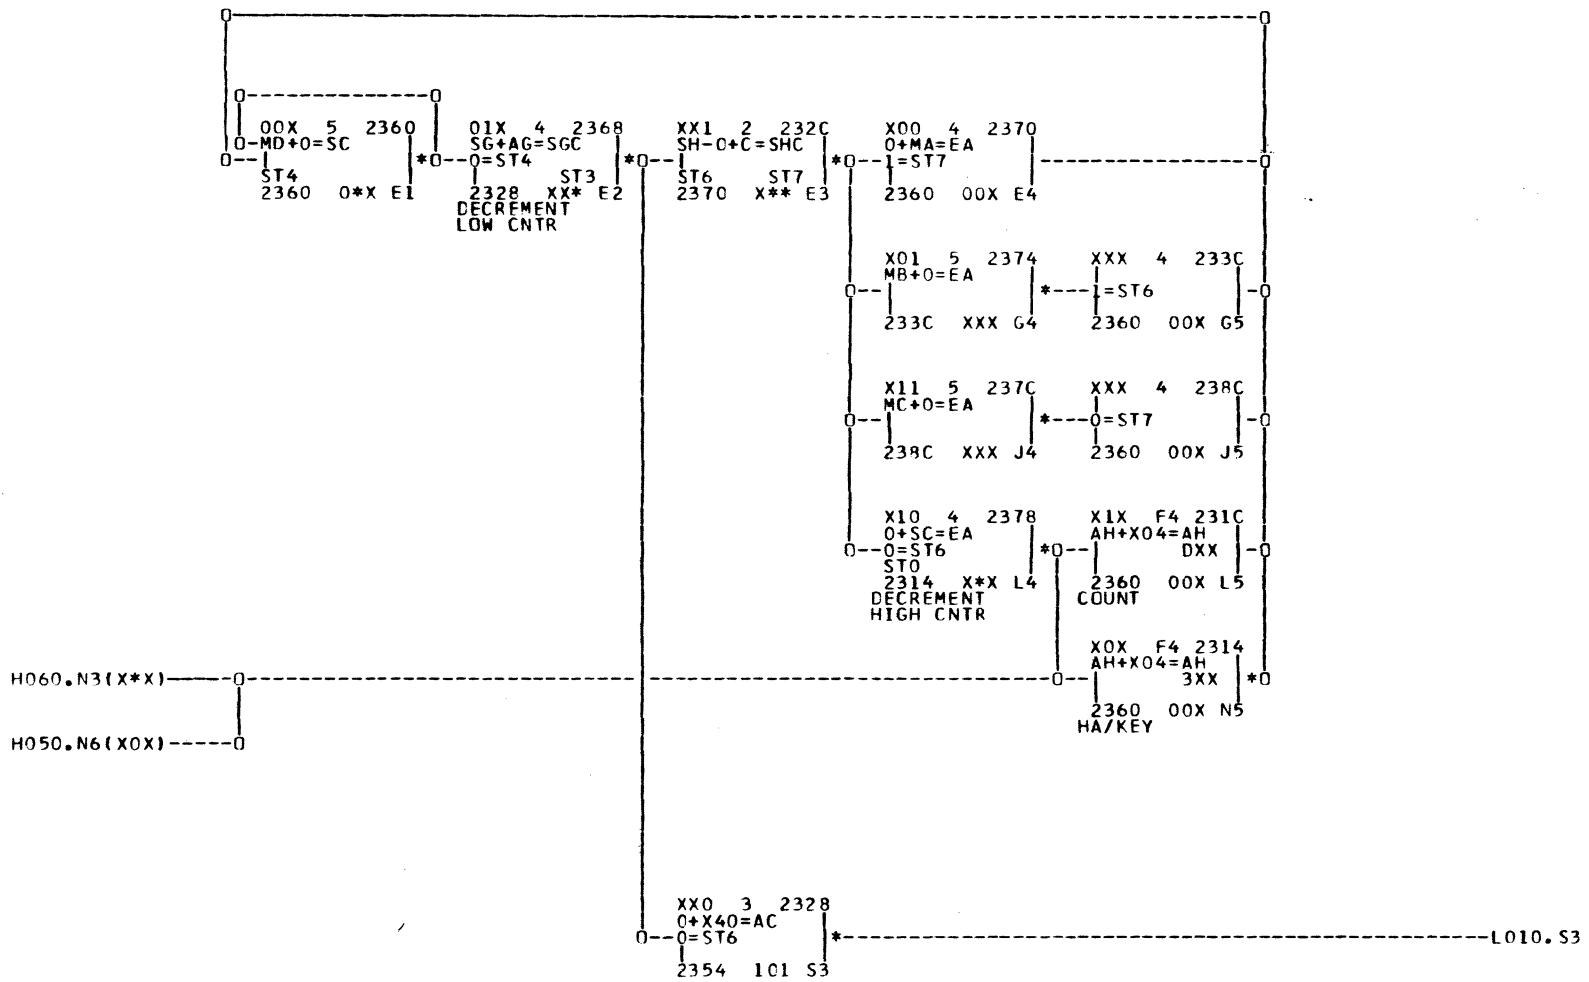 00X 5 2360 01X 4 2368 XX1 2 232C X00 4 2370
MD+0=SC SG+AG=SGC SH-0+C=SHC 0+MA=EA
* 0=ST4 * * 1=ST7
ST4 ST3 ST6 ST7
2360 0*X E1 2328 XX* E2 2370 X** E3 2360 00X E4
DECREMENT
LOW CNTR
X01 5 2374 XXX 4 233C
MB+0=EA
* 1=ST6
233C XXX G4 2360 00X G5
X11 5 237C XXX 4 238C
MC+0=EA
* 0=ST7
238C XXX J4 2360 00X J5
X10 4 2378 X1X F4 231C
0+SC=EA AH+X04=AH
0=ST6 * DXX
ST0
2314 X*X L4 2360 00X L5
DECREMENT COUNT
HIGH CNTR
X0X F4 2314
AH+X04=AH
H060.N3(X*X) 3XX *
2360 00X N5
HA/KEY
H050.N6(X0X)
XX0 3 2328
0+X40=AC
0=ST6 * L010.S3
2354 101 S3